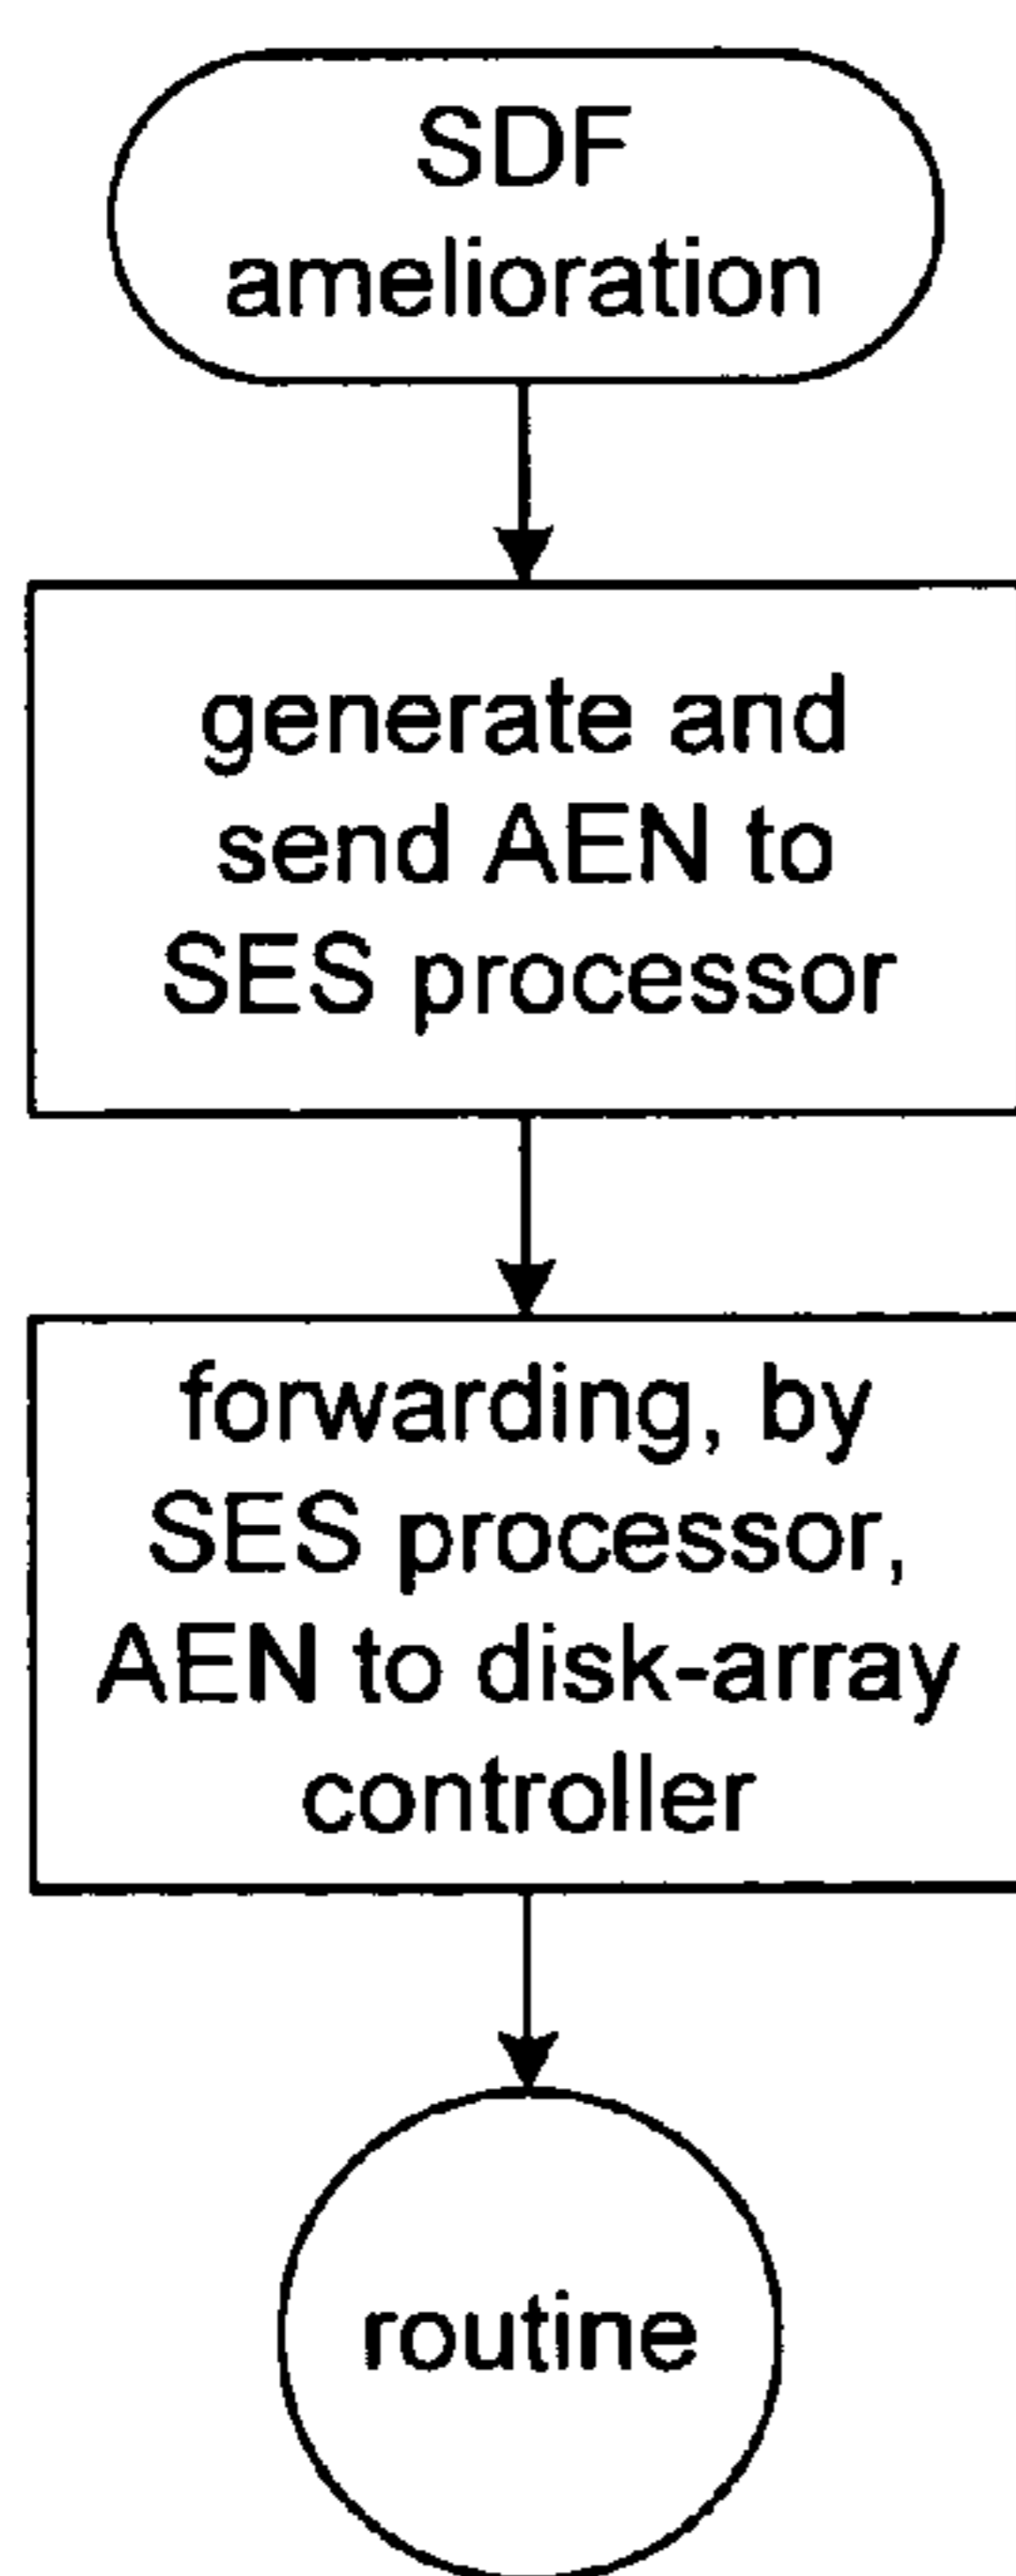 SDF
amelioration
generate and
send AEN to
SES processor
forwarding, by
SES processor,
AEN to disk-array
controller
routine